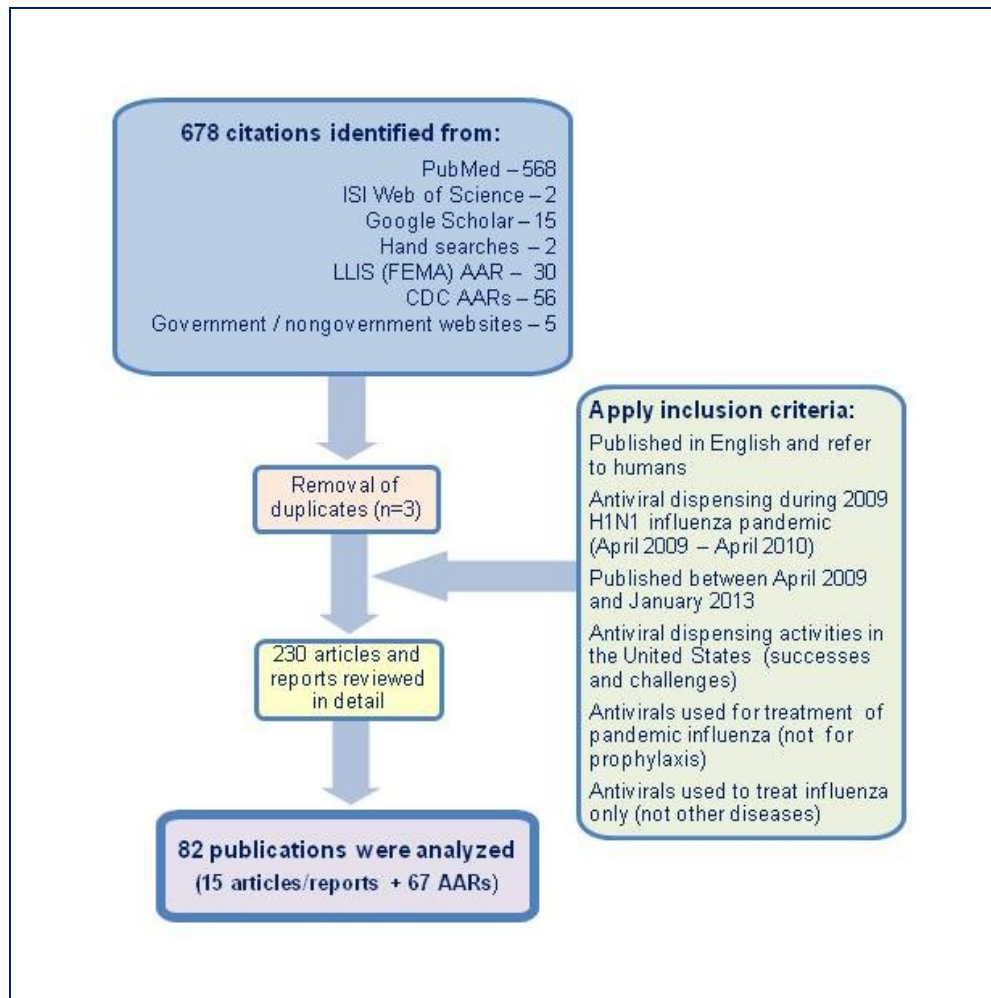 678 citations identified from:
PubMed – 568
ISI Web of Science – 2
Google Scholar – 15
Hand searches – 2
LLIS (FEMA) AAR – 30
CDC AARs – 56
Government / nongovernment websites – 5
Removal of
duplicates (n=3)
Apply inclusion criteria:
Published in English and refer
to humans
Antiviral dispensing during 2009
H1N1 influenza pandemic
(April 2009 – April 2010)
Published between April 2009
and January 2013
Antiviral dispensing activities in
the United States (successes
and challenges)
Antivirals used for treatment of
pandemic influenza (not for
prophylaxis)
Antivirals used to treat influenza
only (not other diseases)
230 articles and
reports reviewed
in detail
82 publications were analyzed
(15 articles/reports + 67 AARs)